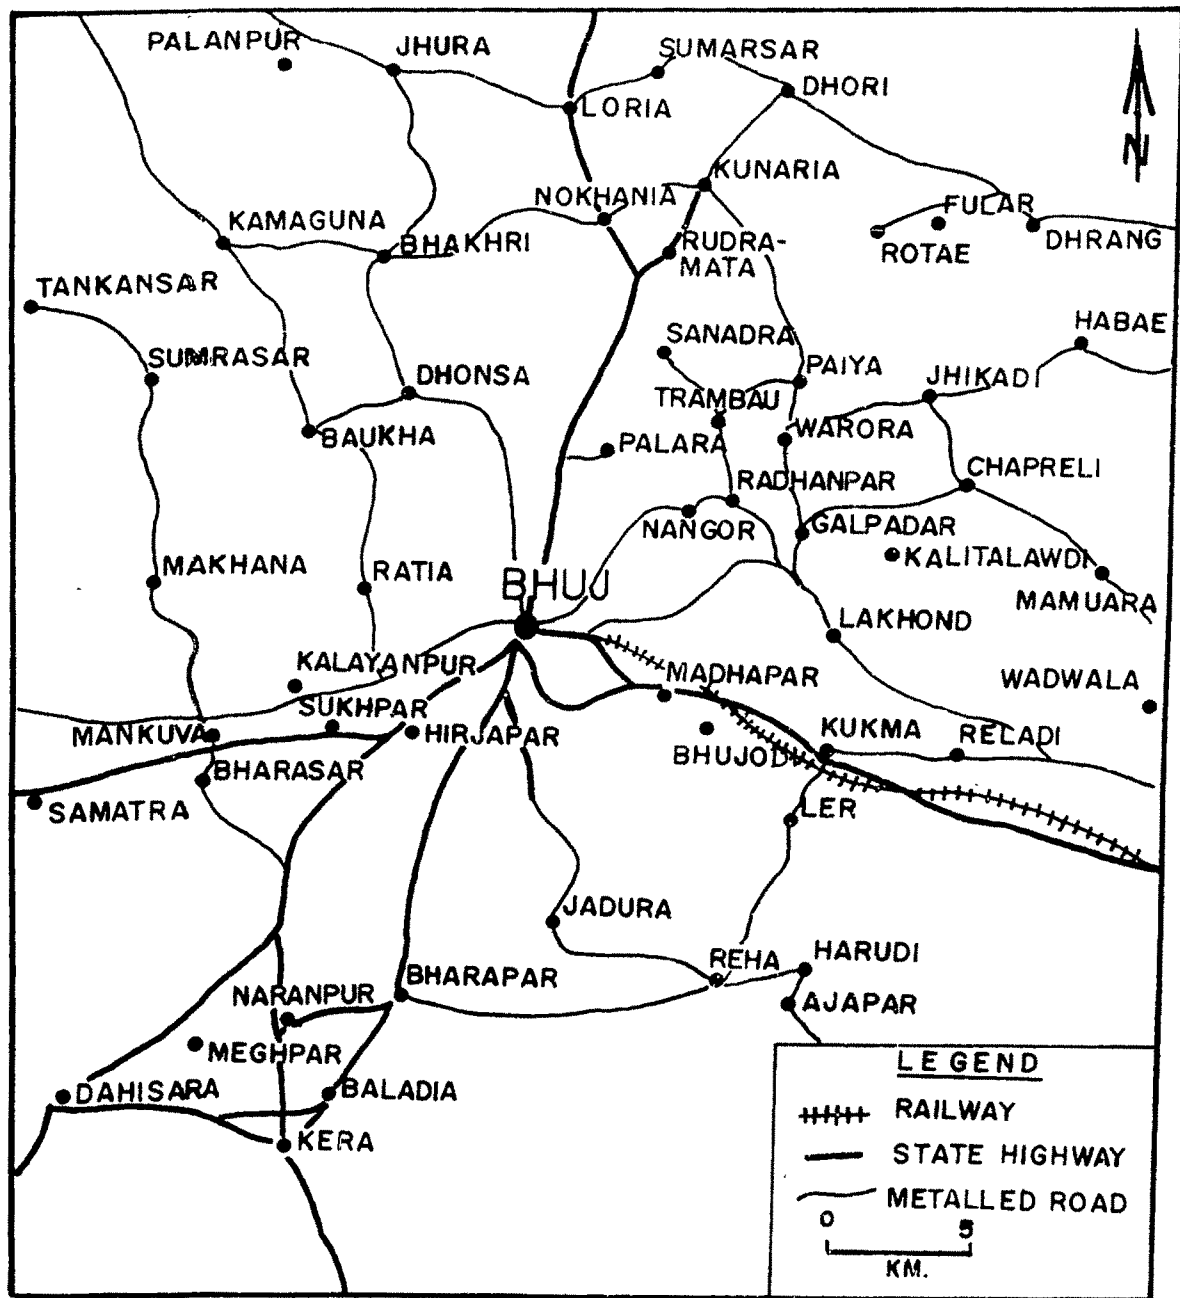 PALANPUR
JHURA
SUMARSAR
DHORI
LORIA
N
KUNARIA
NOKHANIA
KAMAGUNA
BHAKHRI
FULAR
RUDRA-
MATA
ROTAE
DHRANG
TANKANSAR
SANADRA
HABAE
SUMRASAR
DHONSA
PAIYA
JHIKADI
TRAMBAU
BAUKHA
PALARA
WARORA
CHAPRELI
RADHANPAR
NANGOR
GALPADAR
KALITALAWDI
MAKHANA
RATIA
BHUJ
MAMUARA
LAKHOND
KALAYANPUR
MADHAPAR
WADWALA
SUKHPAR
MANKUVA
HIRJAPAR
KUKMA
RELADI
BHUJOD
BHARASAR
SAMATRA
LER
JADURA
REHA
HARUDI
BHARAPAR
NARANPUR
AJAPAR
MEGHPAR
DAHISARA
BALADIA
KERA
LEGEND
RAILWAY
STATE HIGHWAY
METALLED ROAD
0 5
KM.